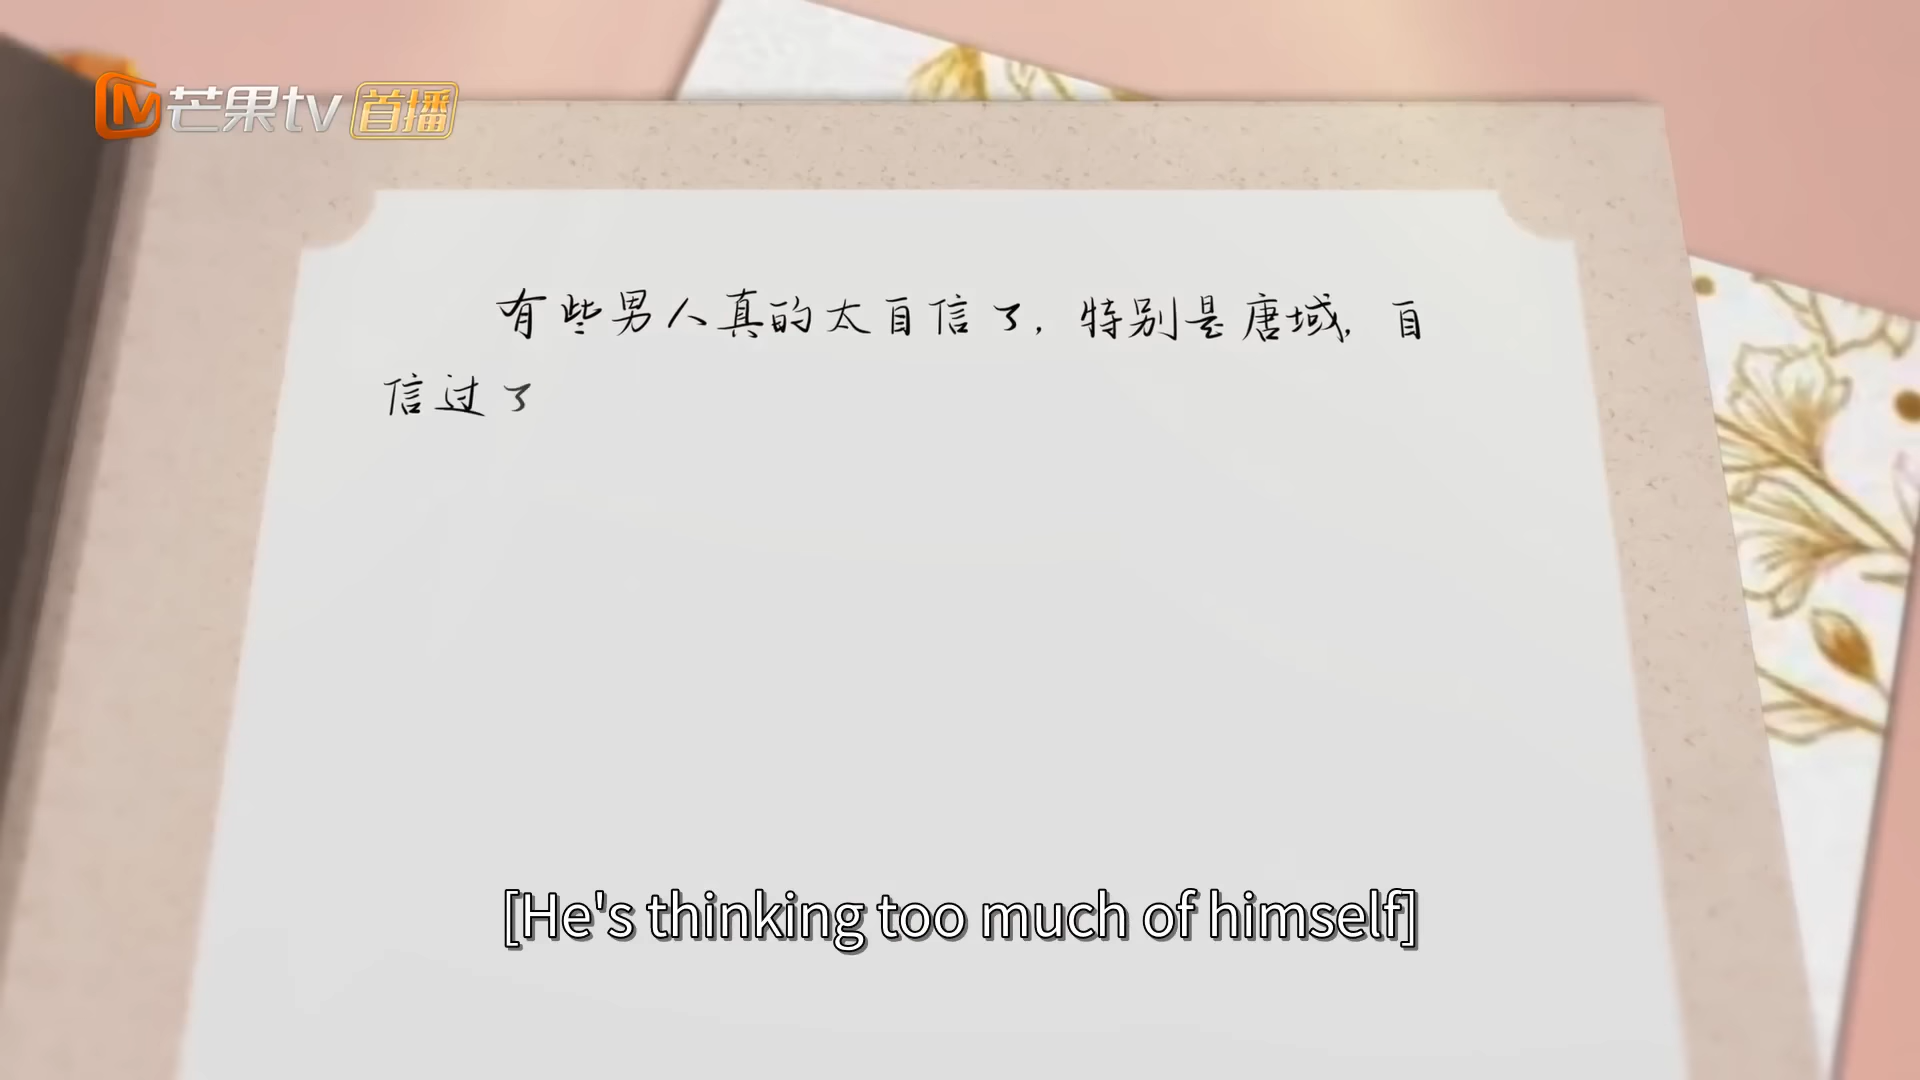 芒果tv 首播
有些男人真的太自信了，特别是唐域，自
信过了
[He's thinking too much of himself]